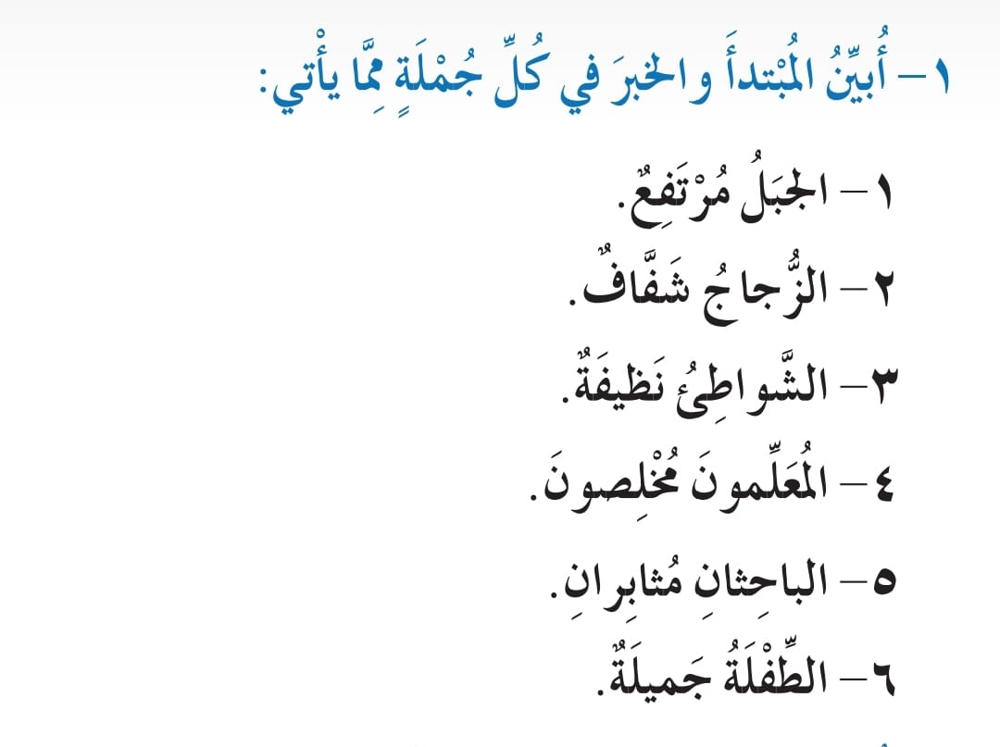 ١ – أُبيِّنُ المُبْتدأَ والخبرَ في كُلِّ جُمْلَةٍ مِمَّا يأْتي:
١ – الجبَلُ مُرْتَفِعٌ.
٢ – الزُّجاجُ شَفَّافٌ.
٣ – الشَّواطِئُ نَظيفَةٌ.
٤ – المُعَلِّمونَ مُخْلِصونَ.
٥ – الباحِثانِ مُثابِرانِ.
٦ – الطِّفْلَةُ جَميلَةٌ.